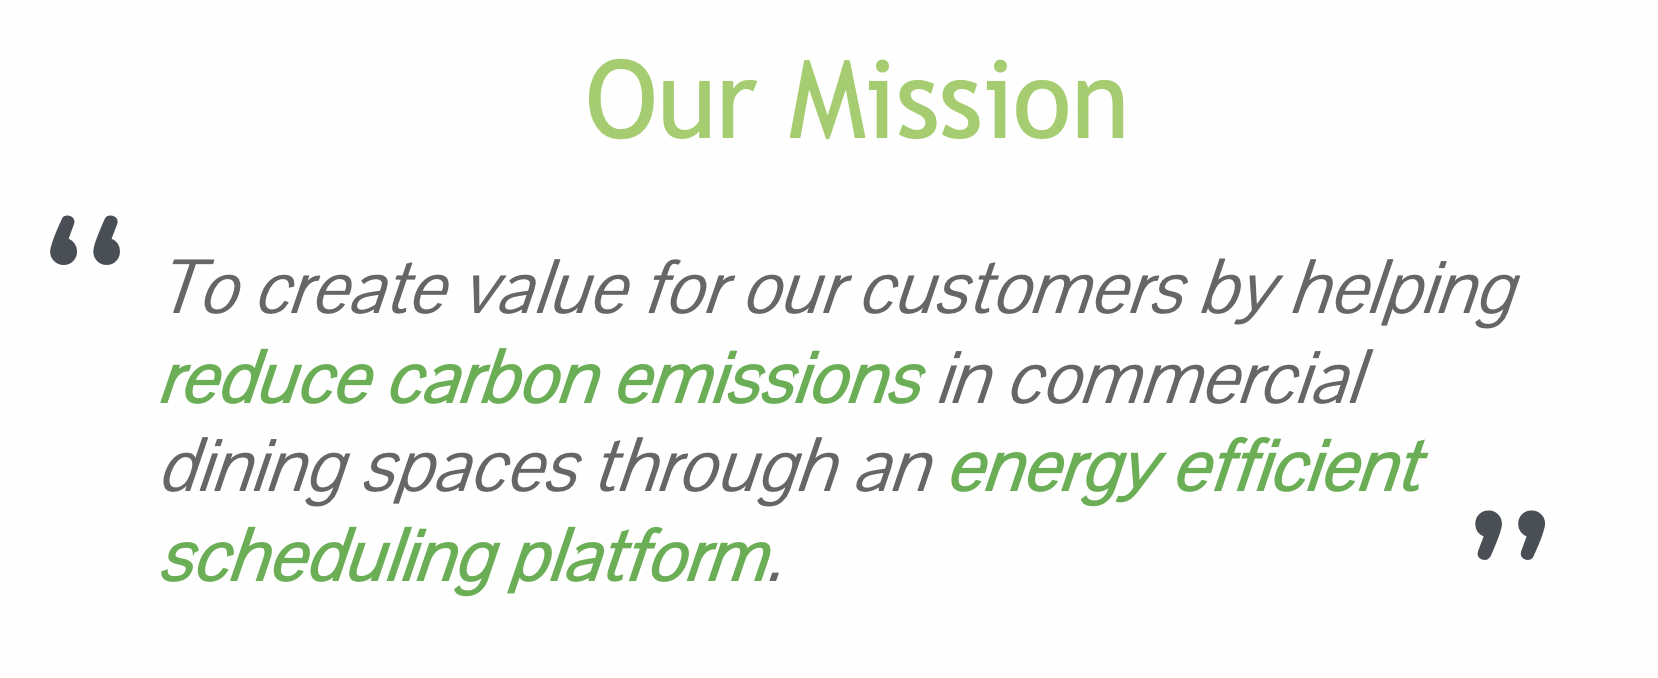 Our Mission
“ To create value for our customers by helping
reduce carbon emissions in commercial
dining spaces through an energy efficient
scheduling platform. ”